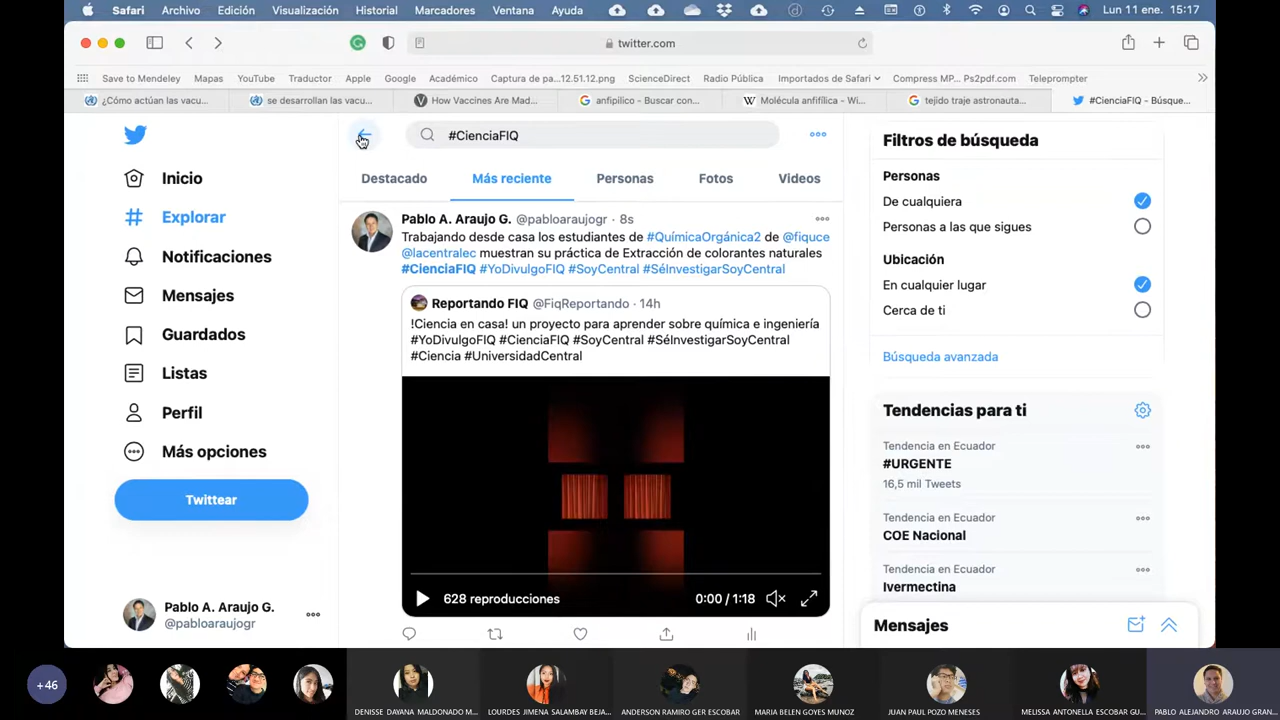 Safari Archivo Edición Visualización Historial Marcadores Ventana Ayuda Lun 11 ene. 15:17
twitter.com
Save to Mendeley Mapas YouTube Traductor Apple Google Académico Captura de pa...12.51.12.png ScienceDirect Radio Pública Importados de Safari Compress MP... Ps2pdf.com Teleprompter
¿Cómo actúan las vacu... se desarrollan las vacu... How Vaccines Are Mad... anfipilico - Buscar con... Molécula anfifílica - Wi... tejido traje astronauta... #CienciaFIQ - Búsque...
#CienciaFIQ
Destacado Más reciente Personas Fotos Videos
Inicio
Explorar
Notificaciones
Mensajes
Guardados
Listas
Perfil
Más opciones
Twittear
Pablo A. Araujo G.
@pabloaraujogr
Pablo A. Araujo G. @pabloaraujogr · 8s
Trabajando desde casa los estudiantes de #QuímicaOrgánica2 de @fiquce
@lacentralec muestran su práctica de Extracción de colorantes naturales
#CienciaFIQ #YoDivulgoFIQ #SoyCentral #SéInvestigarSoyCentral
Reportando FIQ @FiqReportando · 14h
!Ciencia en casa! un proyecto para aprender sobre química e ingeniería
#YoDivulgoFIQ #CienciaFIQ #SoyCentral #SéInvestigarSoyCentral
#Ciencia #UniversidadCentral
628 reproducciones 0:00 / 1:18
Filtros de búsqueda
Personas
De cualquiera
Personas a las que sigues
Ubicación
En cualquier lugar
Cerca de ti
Búsqueda avanzada
Tendencias para ti
Tendencia en Ecuador
#URGENTE
16,5 mil Tweets
Tendencia en Ecuador
COE Nacional
Tendencia en Ecuador
Ivermectina
Mensajes
+46
DENISSE DAYANA MALDONADO M... LOURDES JIMENA SALAMBAY BEJA... ANDERSON RAMIRO GER ESCOBAR MARIA BELEN GOYES MUNOZ JUAN PAUL POZO MENESES MELISSA ANTONELLA ESCOBAR GU... PABLO ALEJANDRO ARAUJO GRAN...